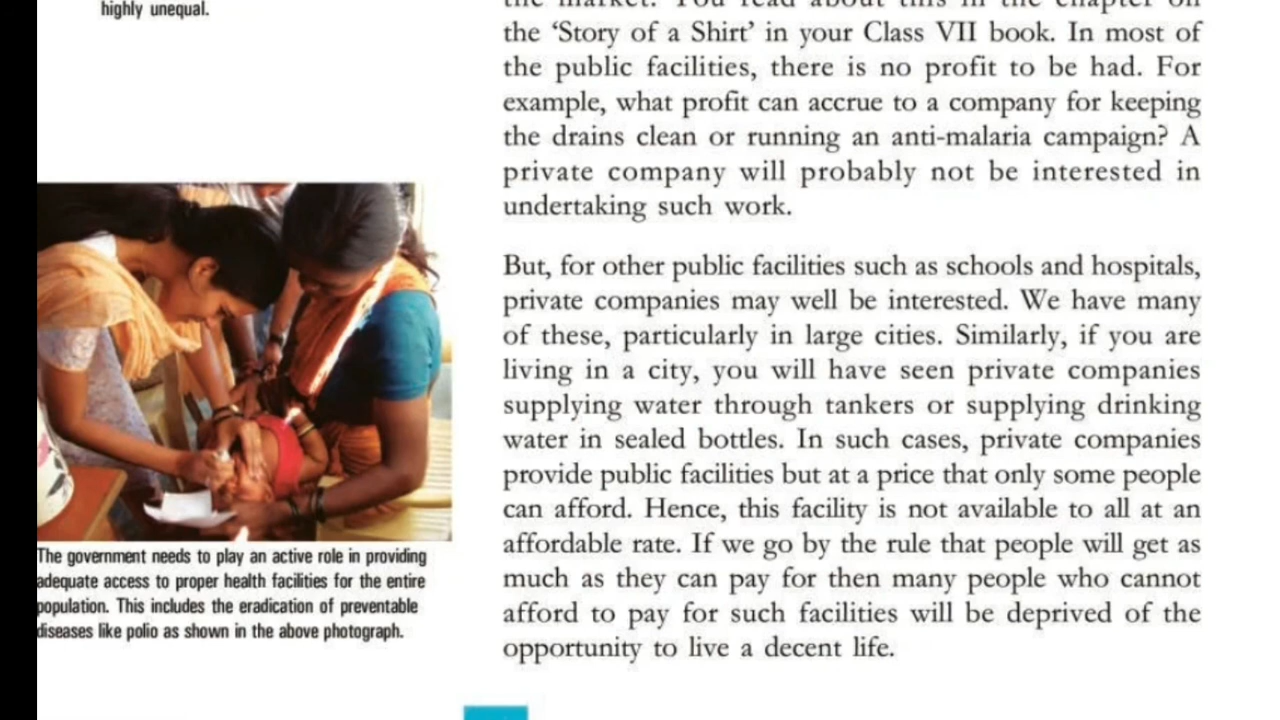 highly unequal.
the market. You read about this in the chapter on
the ‘Story of a Shirt’ in your Class VII book. In most of
the public facilities, there is no profit to be had. For
example, what profit can accrue to a company for keeping
the drains clean or running an anti-malaria campaign? A
private company will probably not be interested in
undertaking such work.
But, for other public facilities such as schools and hospitals,
private companies may well be interested. We have many
of these, particularly in large cities. Similarly, if you are
living in a city, you will have seen private companies
supplying water through tankers or supplying drinking
water in sealed bottles. In such cases, private companies
provide public facilities but at a price that only some people
can afford. Hence, this facility is not available to all at an
affordable rate. If we go by the rule that people will get as
much as they can pay for then many people who cannot
afford to pay for such facilities will be deprived of the
opportunity to live a decent life.
The government needs to play an active role in providing
adequate access to proper health facilities for the entire
population. This includes the eradication of preventable
diseases like polio as shown in the above photograph.